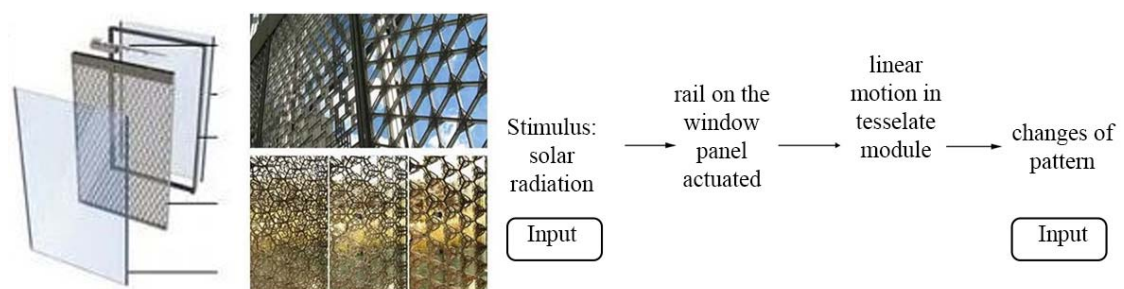 Stimulus:
solar
radiation
Input
rail on the
window
panel
actuated
linear
motion in
tesselate
module
changes of
pattern
Input